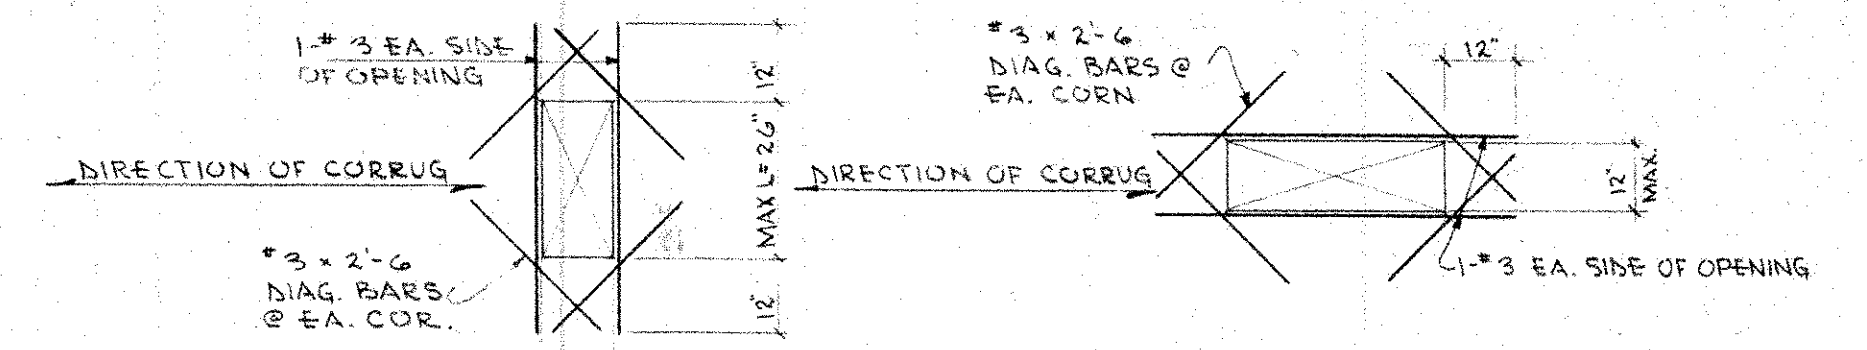 1-#3 EA. SIDE
OF OPENING
12"
MAX L=26"
12"
DIRECTION OF CORRUG
#3 x 2'-6
DIAG. BARS
@ EA. COR.
#3 x 2'-6
DIAG. BARS @
EA. CORN
12"
DIRECTION OF CORRUG
12"
MAX.
1-#3 EA. SIDE OF OPENING